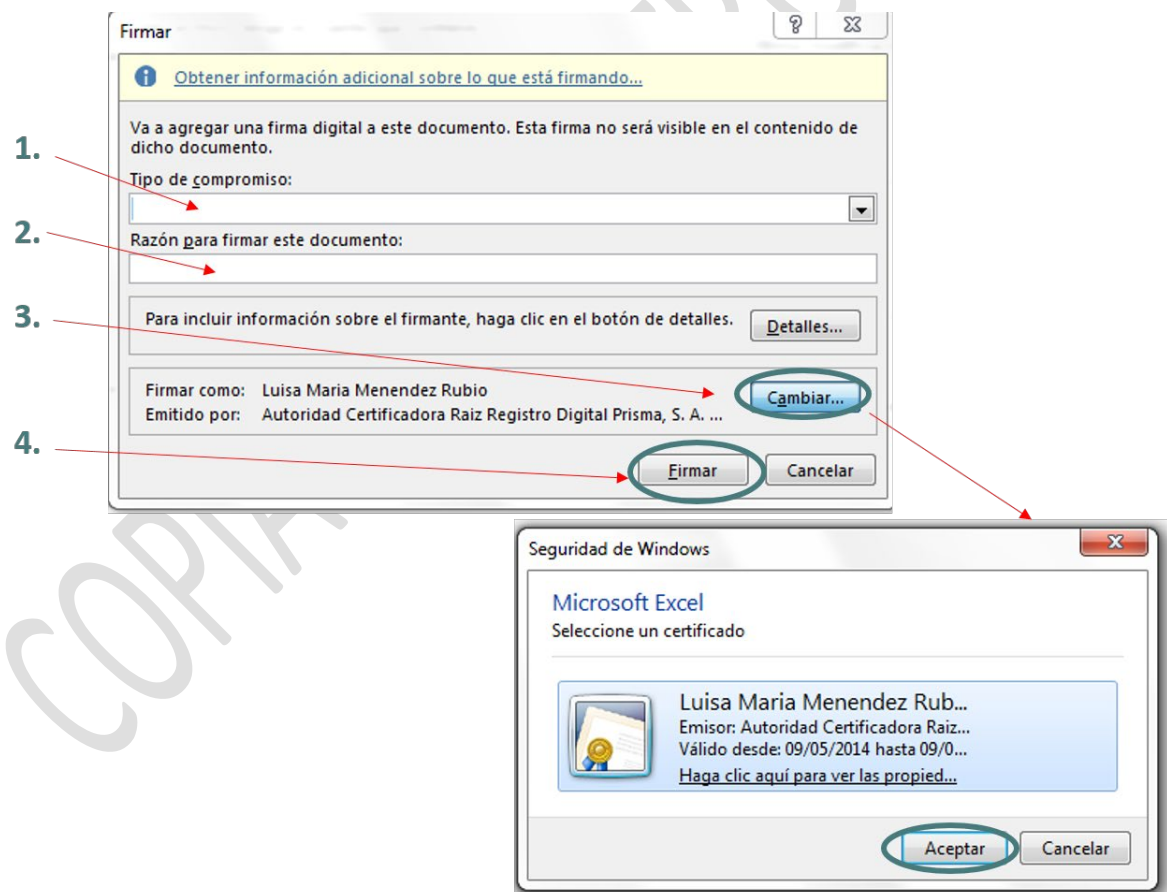 Firmar
Obtener información adicional sobre lo que está firmando...
Va a agregar una firma digital a este documento. Esta firma no será visible en el contenido de
dicho documento.
1.
Tipo de compromiso:
2.
Razón para firmar este documento:
3.
Para incluir información sobre el firmante, haga clic en el botón de detalles.
Detalles...
Firmar como: Luisa Maria Menendez Rubio
Cambiar...
Emitido por: Autoridad Certificadora Raiz Registro Digital Prisma, S. A. ...
4.
Firmar
Cancelar
Seguridad de Windows
Microsoft Excel
Seleccione un certificado
Luisa Maria Menendez Rub...
Emisor: Autoridad Certificadora Raiz...
Válido desde: 09/05/2014 hasta 09/0...
Haga clic aquí para ver las propied...
Aceptar
Cancelar
COPIA